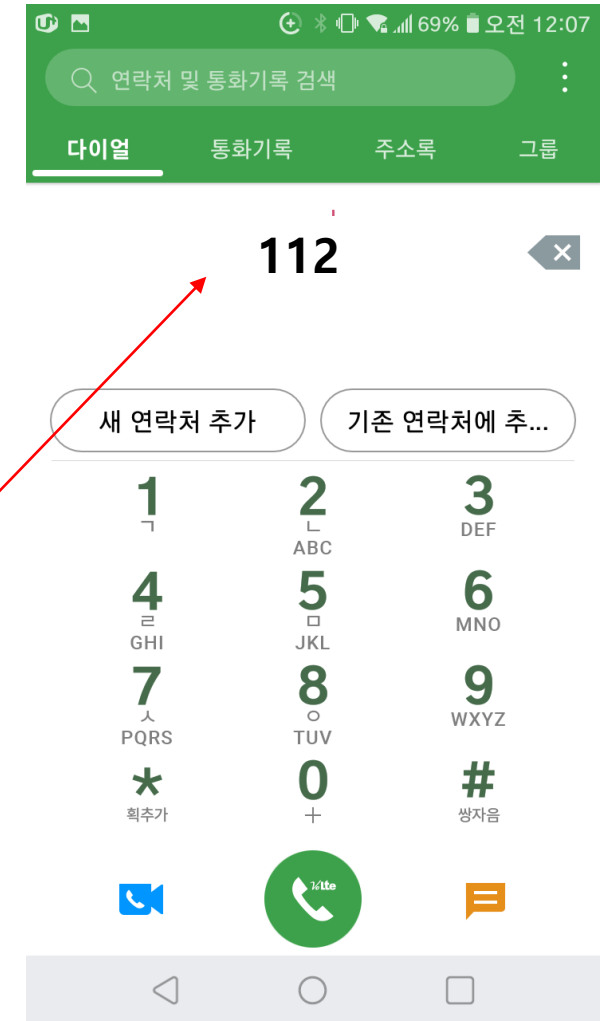 69% 오전 12:07
연락처 및 통화기록 검색
다이얼 통화기록 주소록 그룹
112
새 연락처 추가 기존 연락처에 추...
1 2 3
ㄱ ㄴ DEF
ABC
4 5 6
ㄹ ㅁ MNO
GHI JKL
7 8 9
ㅅ ㅇ WXYZ
PQRS TUV
* 0 #
획추가 + 쌍자음